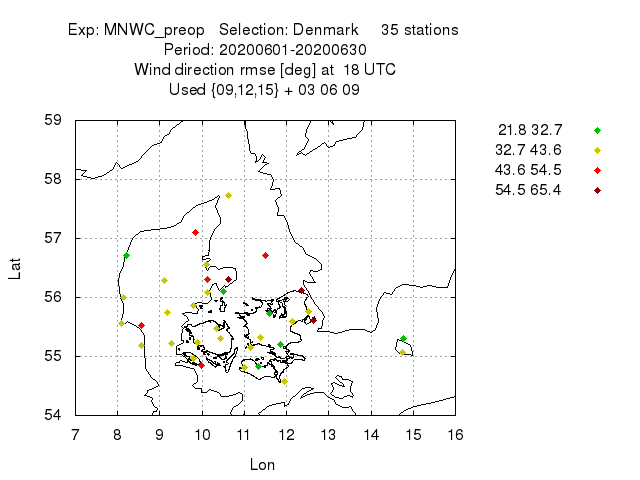 Exp: MNWC_preop   Selection: Denmark     35 stations
Period: 20200601-20200630
Wind direction rmse [deg] at  18 UTC
Used {09,12,15} + 03 06 09
21.8 32.7
32.7 43.6
43.6 54.5
54.5 65.4
59
58
57
56
55
54
Lat
7 8 9 10 11 12 13 14 15 16
Lon